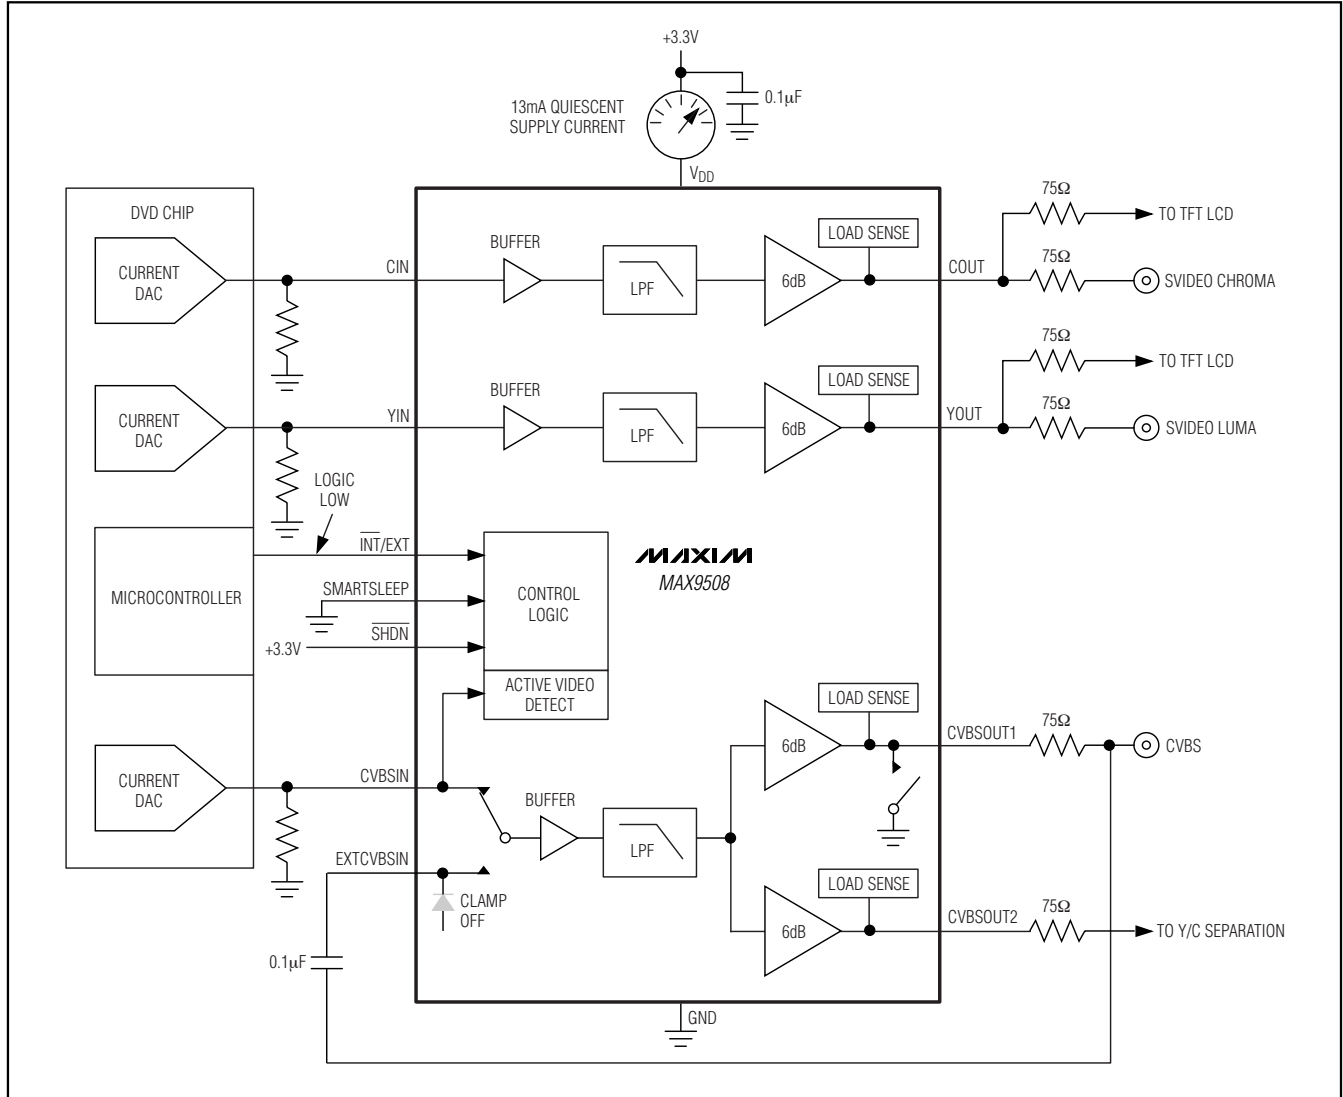 +3.3V
13mA QUIESCENT
SUPPLY CURRENT
0.1μF
VDD
DVD CHIP
CURRENT
DAC
CIN
BUFFER
LPF
6dB
LOAD SENSE
COUT
75Ω
TO TFT LCD
75Ω
SVIDEO CHROMA
CURRENT
DAC
YIN
BUFFER
LPF
6dB
LOAD SENSE
YOUT
75Ω
TO TFT LCD
75Ω
SVIDEO LUMA
LOGIC
LOW
MICROCONTROLLER
I̅N̅T̅/EXT
SMARTSLEEP
+3.3V
S̅H̅D̅N̅
CONTROL
LOGIC
ACTIVE VIDEO
DETECT
MAXIM
MAX9508
CURRENT
DAC
CVBSIN
EXTCVBSIN
CLAMP
OFF
0.1μF
BUFFER
LPF
6dB
LOAD SENSE
CVBSOUT1
75Ω
CVBS
6dB
LOAD SENSE
CVBSOUT2
75Ω
TO Y/C SEPARATION
GND